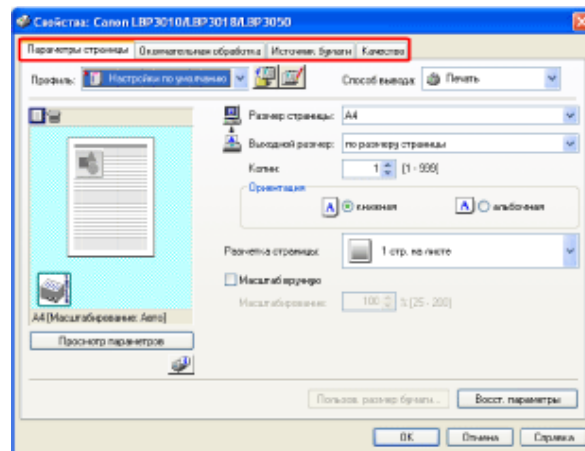 Свойства: Canon LBP3010/LBP3018/LBP3050
Параметры страницы Окончательная обработка Источник бумаги Качество
Профиль: Настройки по умолчанию Способ вывода: Печать
Размер страницы: A4
Выходной размер: по размеру страницы
Копии: 1 (1 - 999)
Ориентация
A книжная A альбомная
Разметка страницы: 1 стр. на листе
Масштаб вручную
Масштабирование: 100 % (25 - 200)
A4 (Масштабирование: Авто)
Просмотр параметров
Пользов. размер бумаги... Восст. параметры
OK Отмена Справка